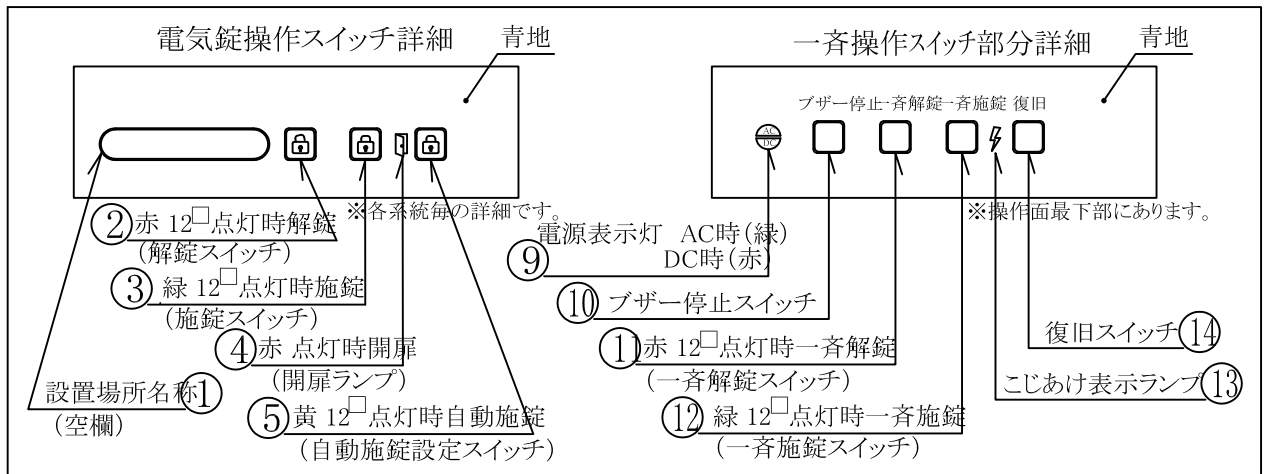 電気錠操作スイッチ詳細
青地
※各系統毎の詳細です。
② 赤 12□点灯時解錠
(解錠スイッチ)
③ 緑 12□点灯時施錠
(施錠スイッチ)
④ 赤 点灯時開扉
(開扉ランプ)
設置場所名称①
(空欄)
⑤ 黄 12□点灯時自動施錠
(自動施錠設定スイッチ)
一斉操作スイッチ部分詳細
青地
ブザー停止一斉解錠一斉施錠 復旧
AC
DC
※操作面最下部にあります。
電源表示灯 AC時(緑)
⑨ DC時(赤)
⑩ ブザー停止スイッチ
⑪赤 12□点灯時一斉解錠
(一斉解錠スイッチ)
復旧スイッチ⑭
こじあけ表示ランプ⑬
⑫ 緑 12□点灯時一斉施錠
(一斉施錠スイッチ)